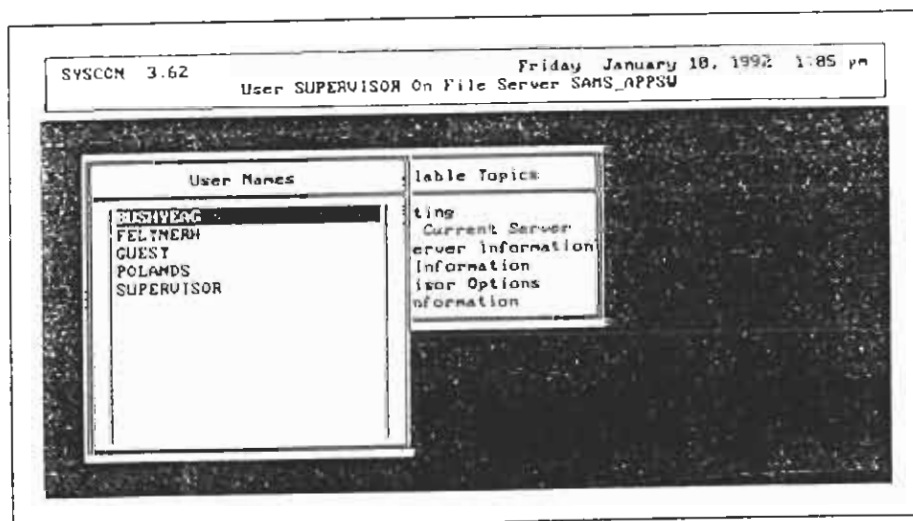 SYSCON 3.62 Friday January 10, 1992 1:05 pm
User SUPERVISOR On File Server SAMS_APPSW
User Names
BUSHYEAG
FELTNERH
GUEST
POLANDS
SUPERVISOR
lable Topics
ting
Current Server
erver Information
Information
isor Options
nformation